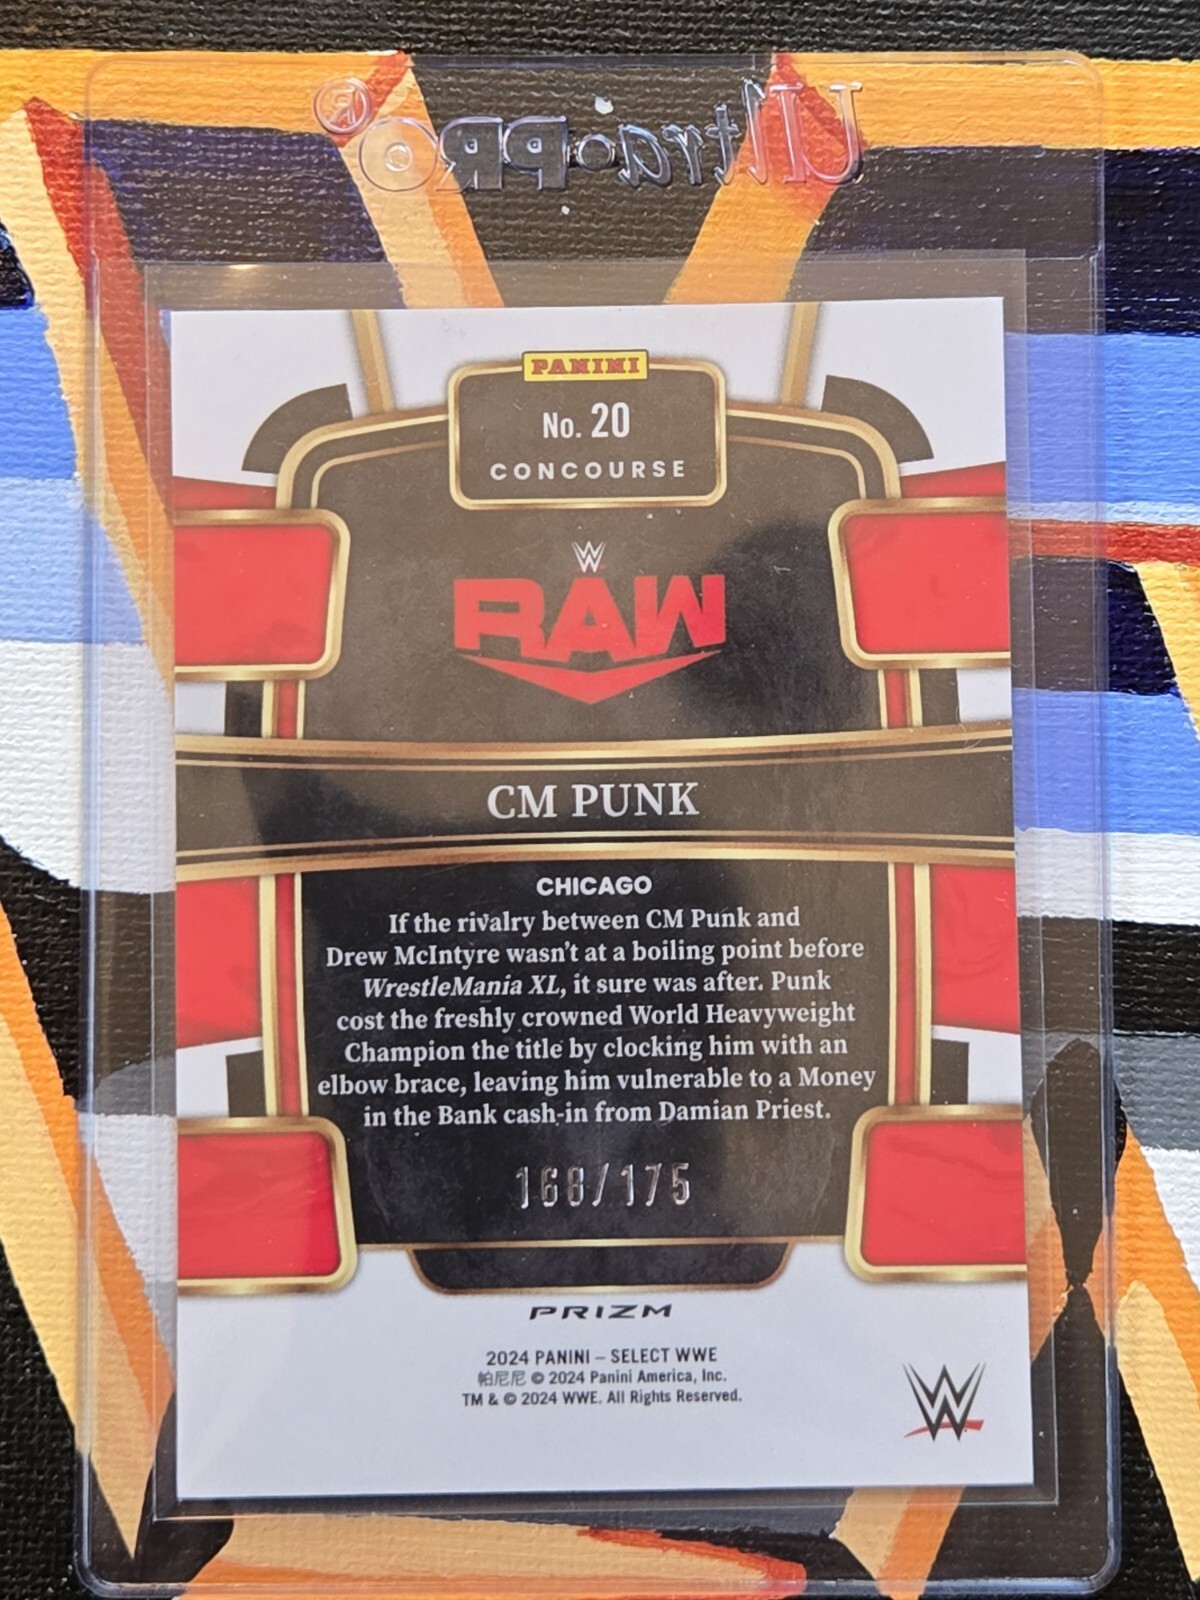 Ultra·PRO®
PANINI
No. 20
CONCOURSE
W
RAW
CM PUNK
CHICAGO
If the rivalry between CM Punk and
Drew McIntyre wasn't at a boiling point before
WrestleMania XL, it sure was after. Punk
cost the freshly crowned World Heavyweight
Champion the title by clocking him with an
elbow brace, leaving him vulnerable to a Money
in the Bank cash-in from Damian Priest.
168/175
PRIZM
2024 PANINI – SELECT WWE
帕尼尼 © 2024 Panini America, Inc.
TM & © 2024 WWE. All Rights Reserved.
W